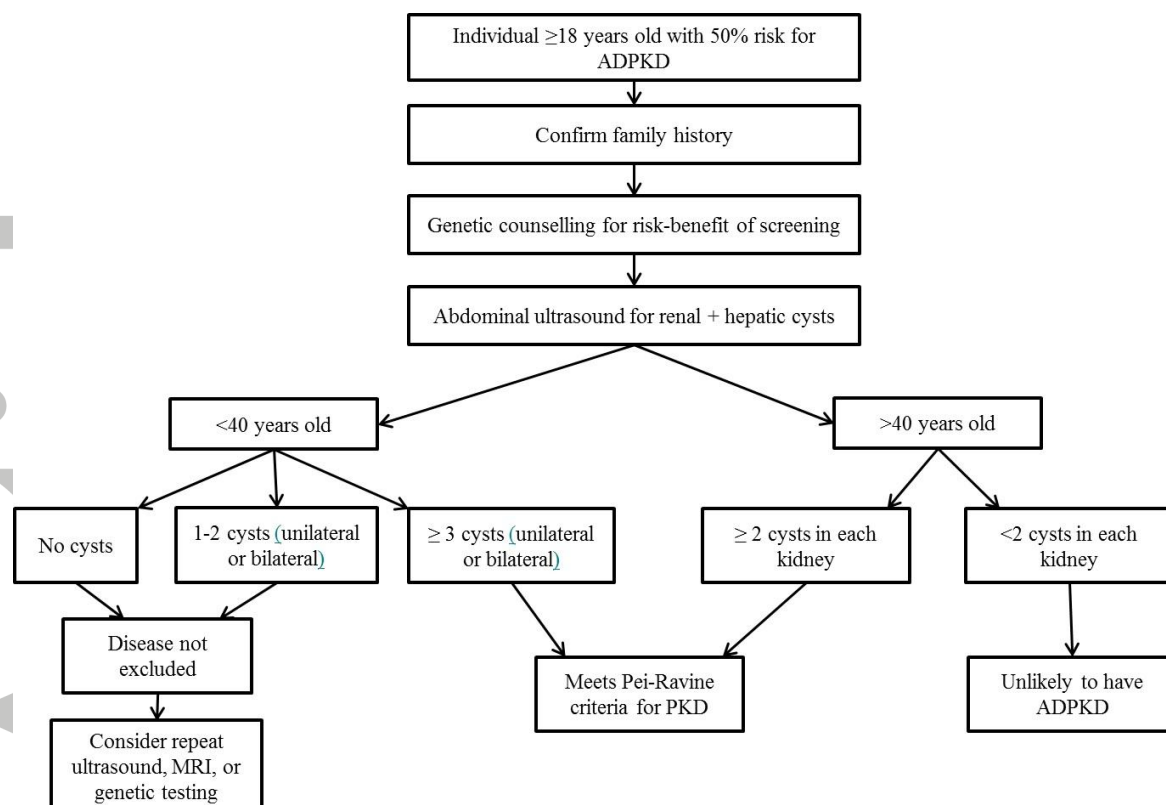 Individual ≥18 years old with 50% risk for
ADPKD
Confirm family history
Genetic counselling for risk-benefit of screening
Abdominal ultrasound for renal + hepatic cysts
<40 years old
>40 years old
No cysts
1-2 cysts (unilateral
or bilateral)
≥ 3 cysts (unilateral
or bilateral)
≥ 2 cysts in each
kidney
<2 cysts in each
kidney
Disease not
excluded
Meets Pei-Ravine
criteria for PKD
Unlikely to have
ADPKD
Consider repeat
ultrasound, MRI, or
genetic testing